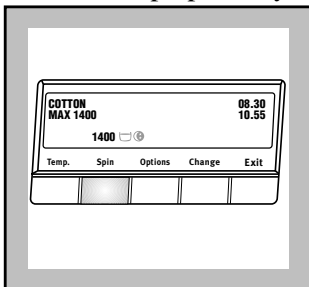 COTTON 08.30
MAX 1400 10.55
1400
Temp. Spin Options Change Exit